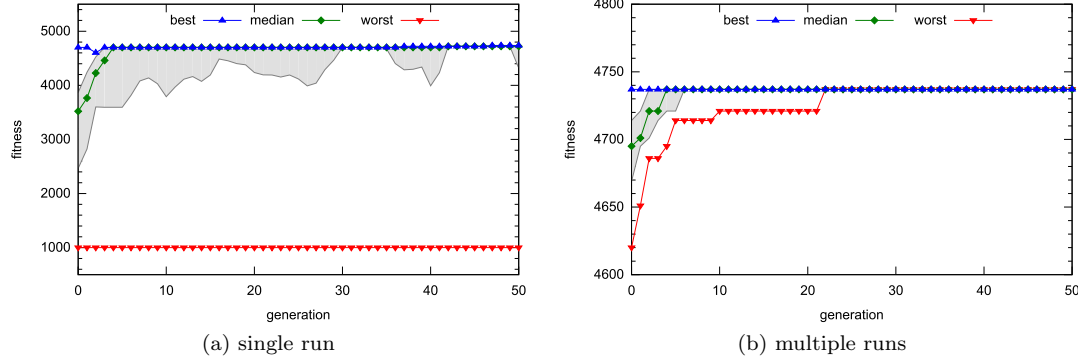 best median worst
5000
4000
3000
2000
1000
fitness
0 10 20 30 40 50
generation
(a) single run
best median worst
4800
4750
4700
4650
4600
fitness
0 10 20 30 40 50
generation
(b) multiple runs